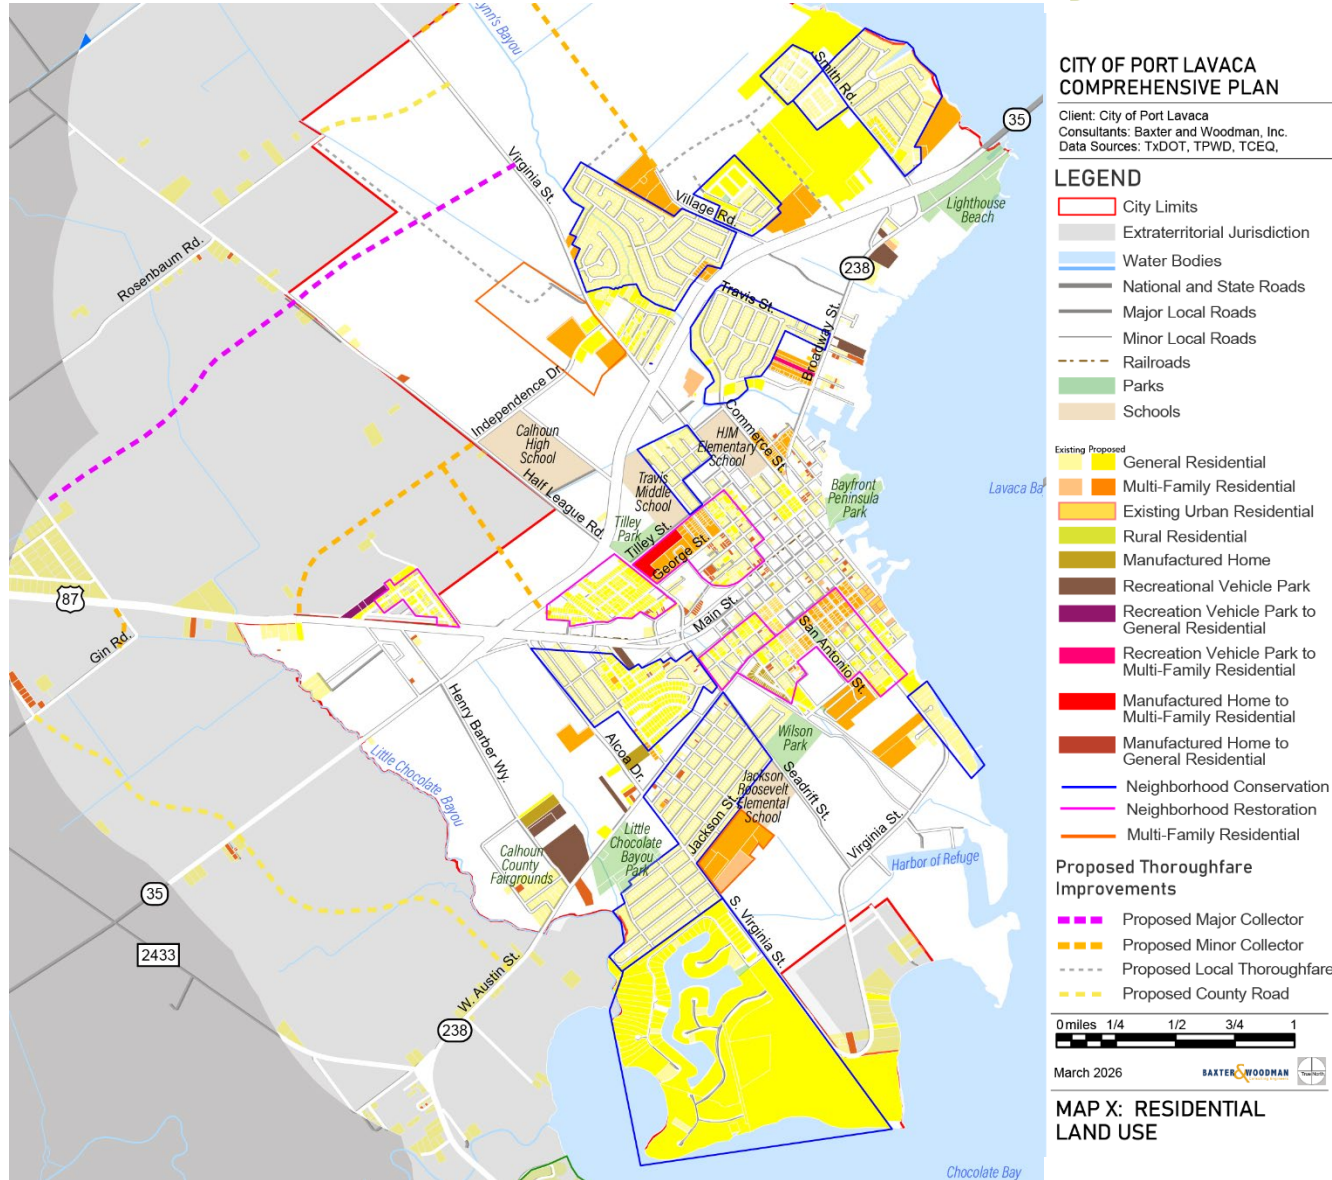 CITY OF PORT LAVACA
COMPREHENSIVE PLAN
Client: City of Port Lavaca
Consultants: Baxter and Woodman, Inc.
Data Sources: TxDOT, TPWD, TCEQ,
LEGEND
City Limits
Extraterritorial Jurisdiction
Water Bodies
National and State Roads
Major Local Roads
Minor Local Roads
Railroads
Parks
Schools
Existing Proposed
General Residential
Multi-Family Residential
Existing Urban Residential
Rural Residential
Manufactured Home
Recreational Vehicle Park
Recreation Vehicle Park to
General Residential
Recreation Vehicle Park to
Multi-Family Residential
Manufactured Home to
Multi-Family Residential
Manufactured Home to
General Residential
Neighborhood Conservation
Neighborhood Restoration
Multi-Family Residential
Proposed Thoroughfare
Improvements
Proposed Major Collector
Proposed Minor Collector
Proposed Local Thoroughfare
Proposed County Road
0 miles 1/4 1/2 3/4 1
March 2026
BAXTER & WOODMAN
MAP X: RESIDENTIAL
LAND USE
ynn's Bayou
Smith Rd.
35
Virginia St.
Village Rd.
Lighthouse
Beach
Rosenbaum Rd.
238
Travis St.
Broadway St.
Independence Dr.
Commerce St.
Calhoun
High
School
HJM
Elementary
School
Half League Rd.
Travis
Middle
School
Bayfront
Peninsula
Park
Lavaca Ba
Tilley
Park
Tilley St.
George St.
87
Main St.
San Antonio St.
Gin Rd.
Henry Barber Wy.
Wilson
Park
Alcoa Dr.
Little Chocolate Bayou
Seadrift St.
Jackson
Roosevelt
Elemental
School
Jackson St.
Virginia St.
Little
Chocolate
Bayou
Park
Calhoun
County
Fairgrounds
Harbor of Refuge
35
2433
S. Virginia St.
W. Austin St.
238
Chocolate Bay